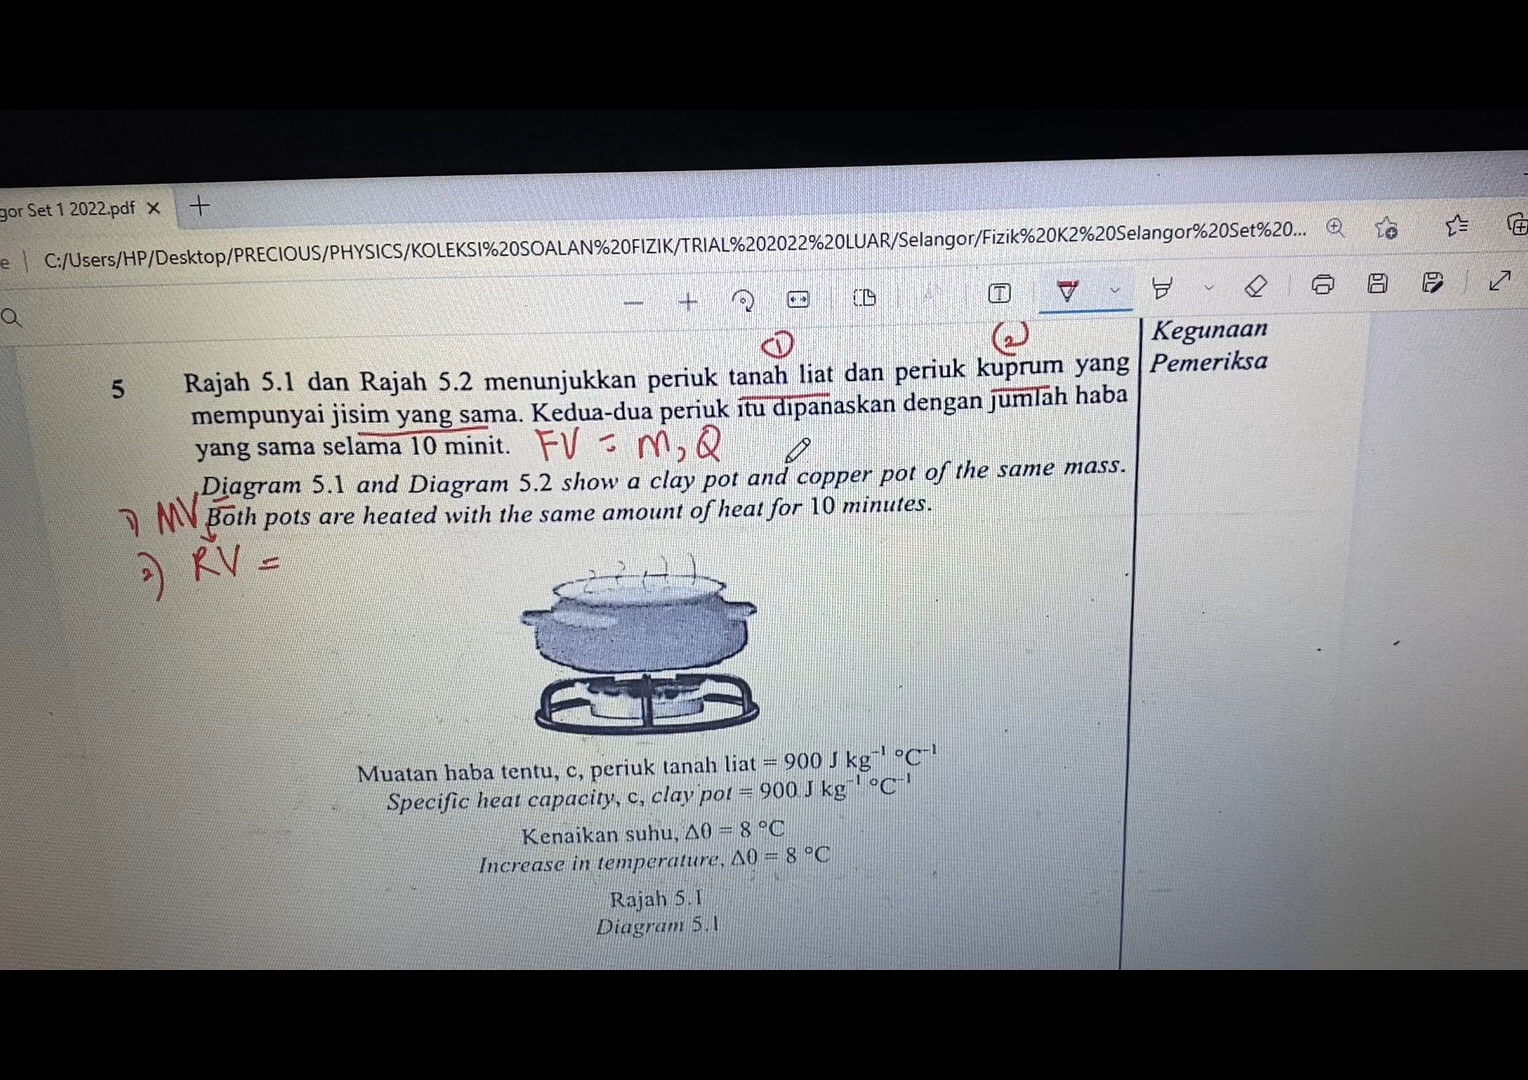 gor Set 1 2022.pdf
C:/Users/HP/Desktop/PRECIOUS/PHYSICS/KOLEKSI%20SOALAN%20FIZIK/TRIAL%202022%20LUAR/Selangor/Fizik%20K2%20Selangor%20Set%20...
Kegunaan
Pemeriksa
1 2
5 Rajah 5.1 dan Rajah 5.2 menunjukkan periuk tanah liat dan periuk kuprum yang
mempunyai jisim yang sama. Kedua-dua periuk itu dipanaskan dengan jumlah haba
yang sama selama 10 minit. FV = m, Q
Diagram 5.1 and Diagram 5.2 show a clay pot and copper pot of the same mass.
1) MV = Both pots are heated with the same amount of heat for 10 minutes.
2) RV =
Muatan haba tentu, c, periuk tanah liat = 900 J kg⁻¹ °C⁻¹
Specific heat capacity, c, clay pot = 900 J kg⁻¹ °C⁻¹
Kenaikan suhu, Δθ = 8 °C
Increase in temperature, Δθ = 8 °C
Rajah 5.1
Diagram 5.1